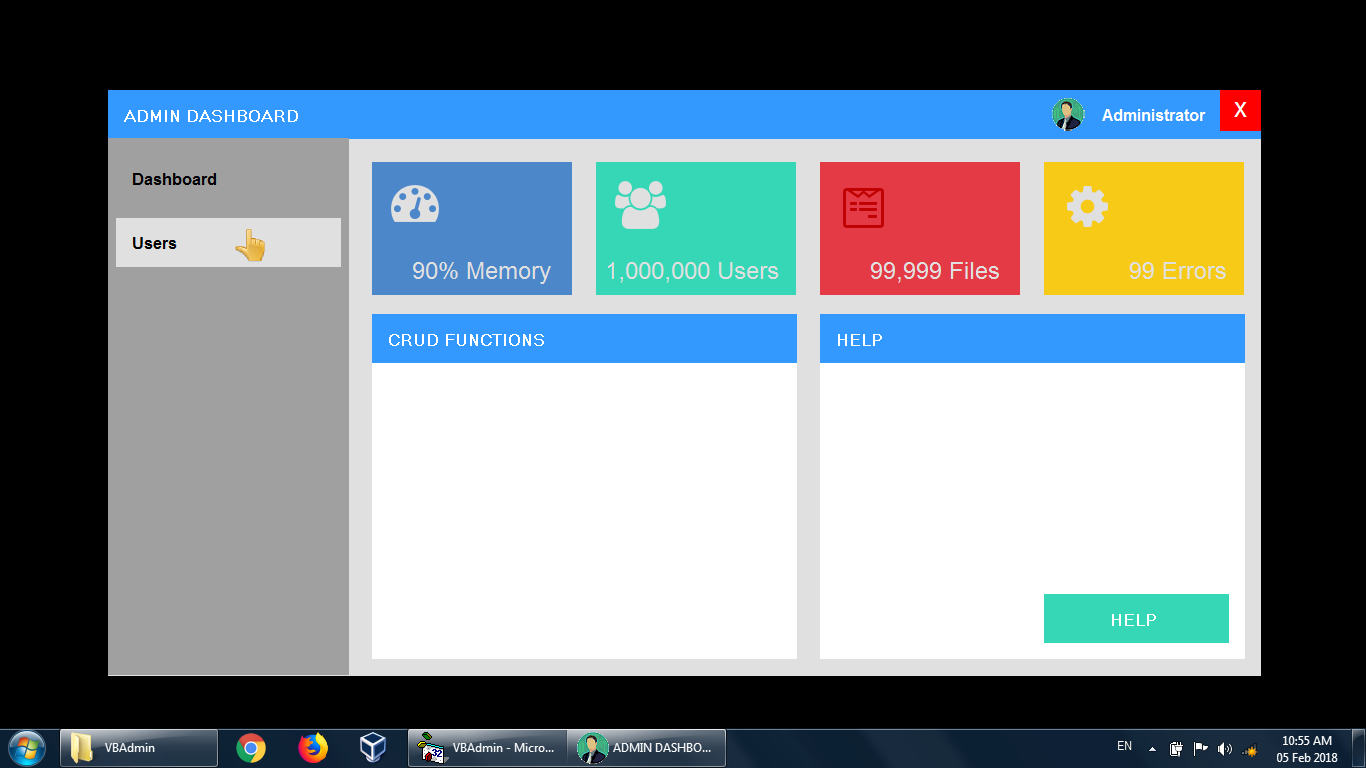 ADMIN DASHBOARD
Administrator
X
Dashboard
Users
90% Memory
1,000,000 Users
99,999 Files
99 Errors
CRUD FUNCTIONS
HELP
HELP
VBAdmin
VBAdmin - Micro...
ADMIN DASHBO...
EN
10:55 AM
05 Feb 2018